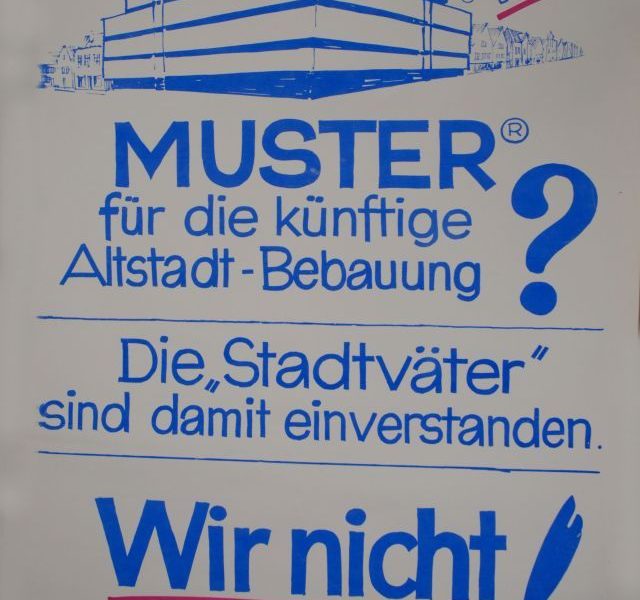 MUSTER®
für die künftige
Altstadt-Bebauung ?
Die „Stadtväter“
sind damit einverstanden.
Wir nicht!